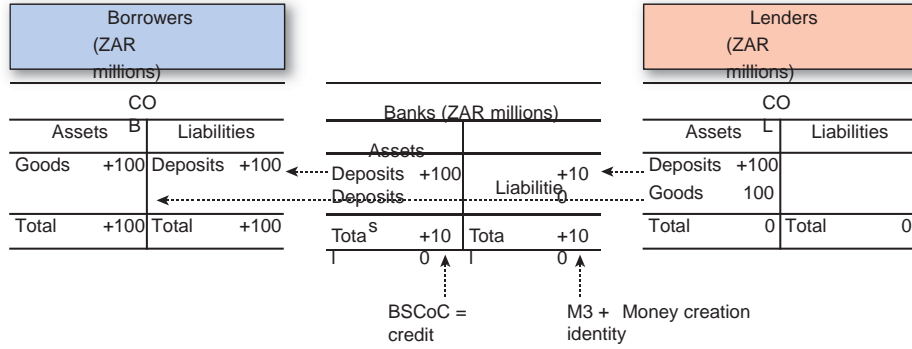 Borrowers
(ZAR
millions)
Lenders
(ZAR
millions)
CO
B
Assets Liabilities
Goods +100 Deposits +100
Total +100 Total +100
Banks (ZAR millions)
Assets
Liabilitie
s
Deposits +100 +10
0
Deposits
Tota
l +10
0 Tota
l +10
0
CO
L
Assets Liabilities
Deposits +100
Goods 100
Total 0 Total 0
BSCoC =
credit
M3 + Money creation
identity